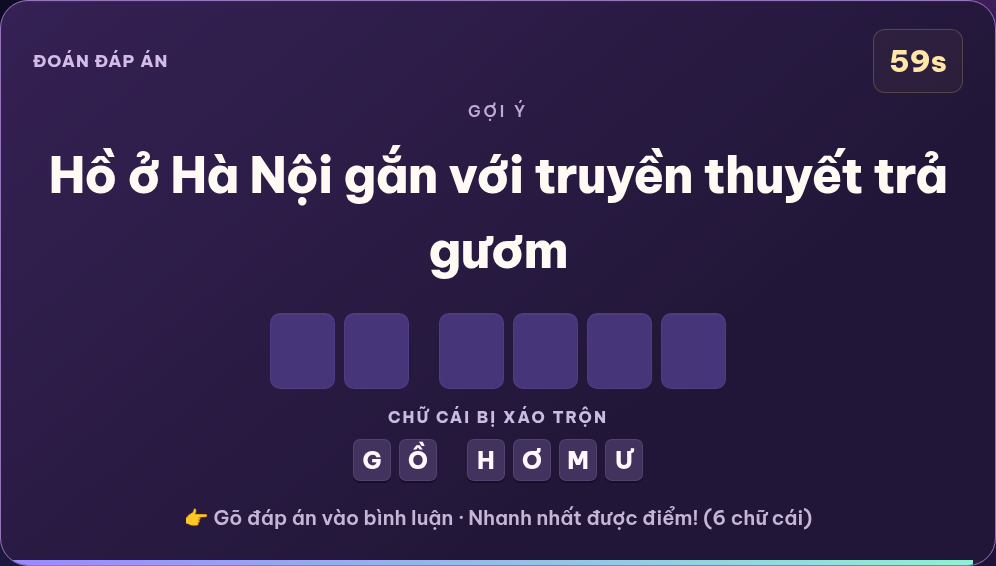 ĐOÁN ĐÁP ÁN
59s
GỢI Ý
Hồ ở Hà Nội gắn với truyền thuyết trả
gươm
CHỮ CÁI BỊ XÁO TRỘN
G Ồ H Ơ M Ư
👉 Gõ đáp án vào bình luận · Nhanh nhất được điểm! (6 chữ cái)